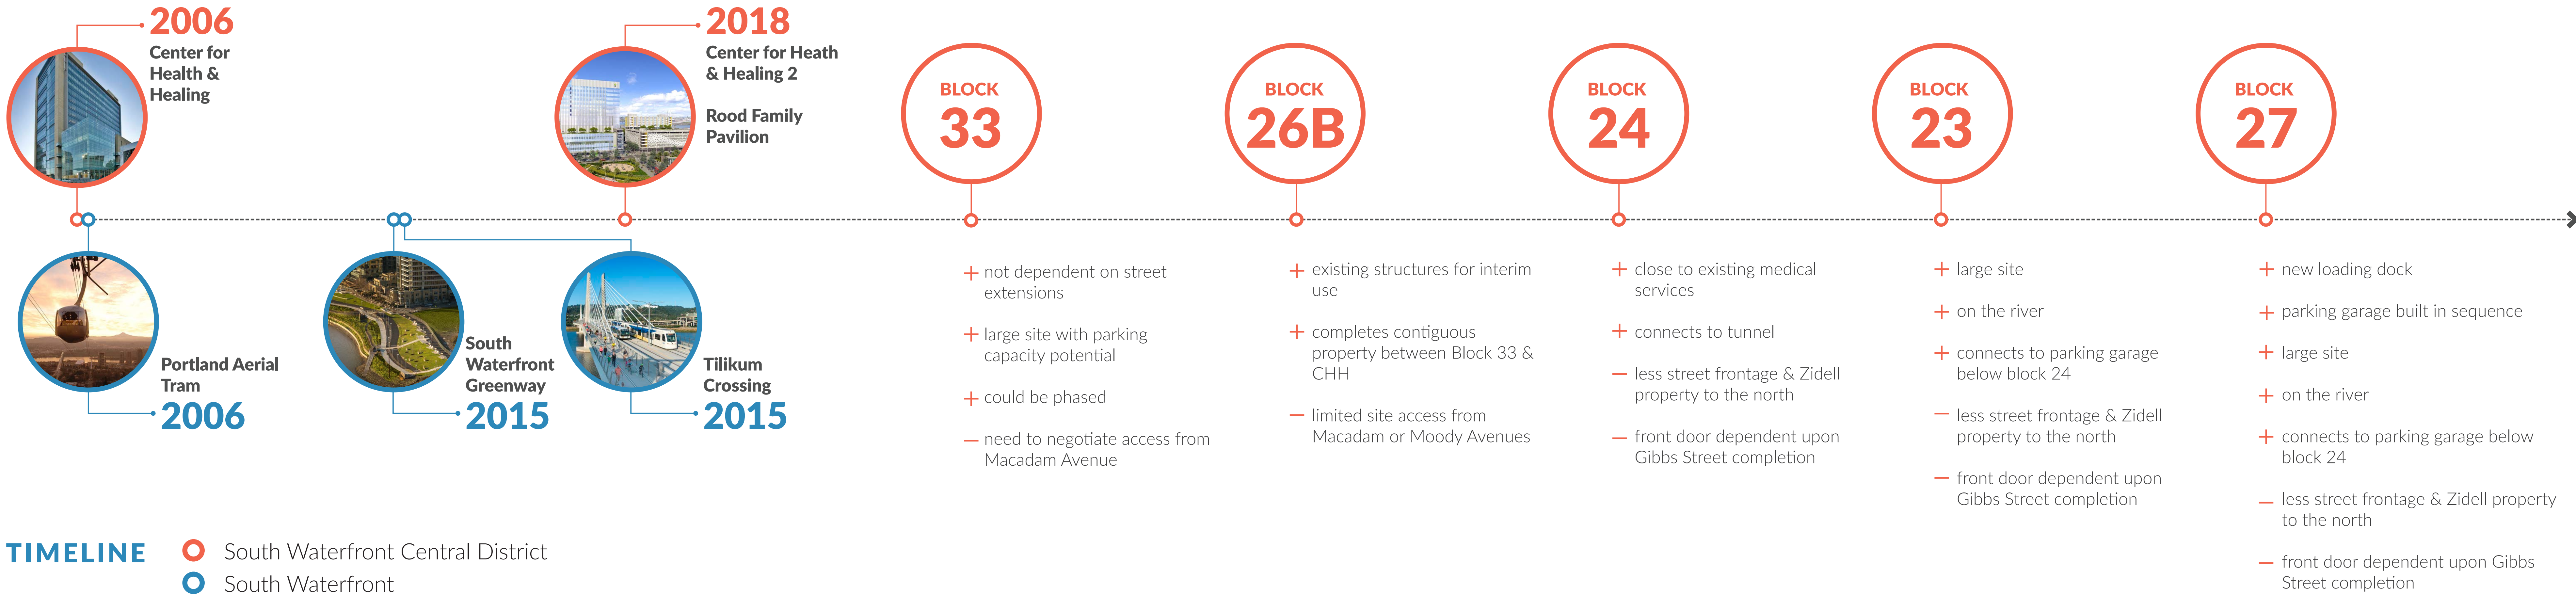 2006
Center for
Health &
Healing
2018
Center for Heath
& Healing 2
Rood Family
Pavilion
BLOCK
33
BLOCK
26B
BLOCK
24
BLOCK
23
BLOCK
27
Portland Aerial
Tram
2006
South
Waterfront
Greenway
2015
Tilikum
Crossing
2015
+ not dependent on street
extensions
+ large site with parking
capacity potential
+ could be phased
– need to negotiate access from
Macadam Avenue
+ existing structures for interim
use
+ completes contiguous
property between Block 33 &
CHH
– limited site access from
Macadam or Moody Avenues
+ close to existing medical
services
+ connects to tunnel
– less street frontage & Zidell
property to the north
– front door dependent upon
Gibbs Street completion
+ large site
+ on the river
+ connects to parking garage
below block 24
– less street frontage & Zidell
property to the north
– front door dependent upon
Gibbs Street completion
+ new loading dock
+ parking garage built in sequence
+ large site
+ on the river
+ connects to parking garage below
block 24
– less street frontage & Zidell property
to the north
– front door dependent upon Gibbs
Street completion
TIMELINE
South Waterfront Central District
South Waterfront